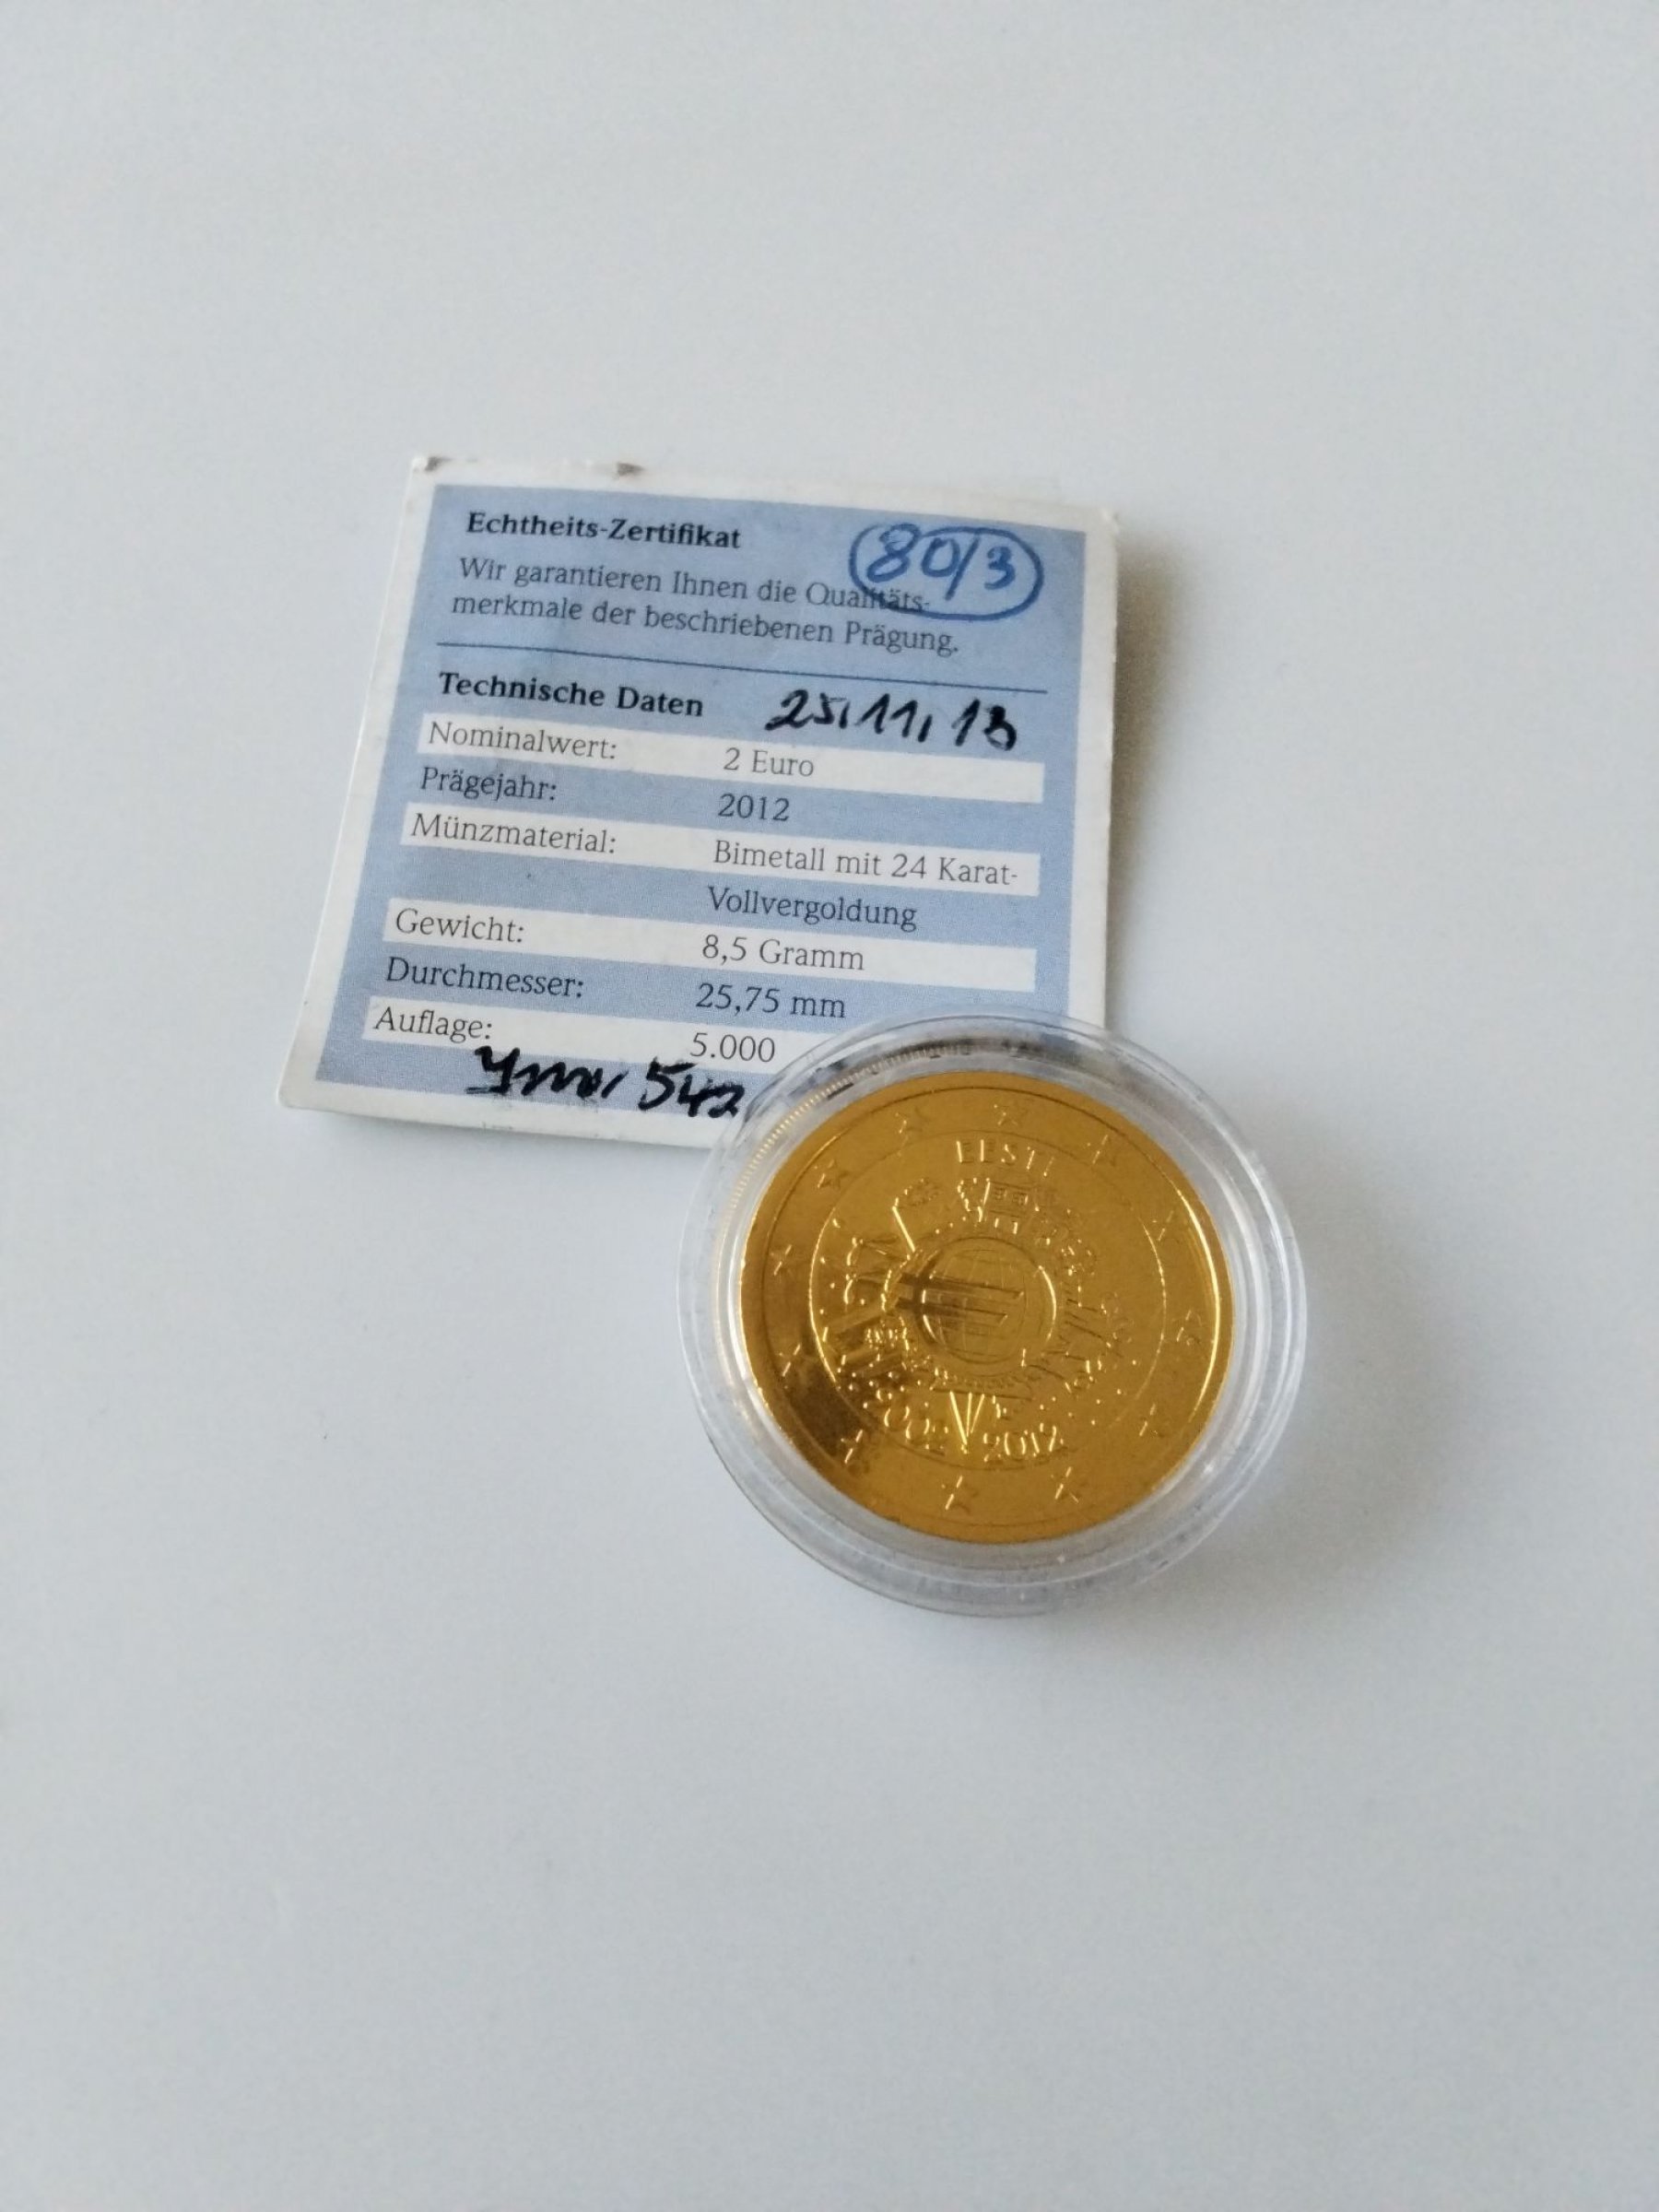 Echtheits-Zertifikat
80/3
Wir garantieren Ihnen die Qualitäts-
merkmale der beschriebenen Prägung.
Technische Daten 25,11,13
Nominalwert: 2 Euro
Prägejahr: 2012
Münzmaterial: Bimetall mit 24 Karat-
Vollvergoldung
Gewicht: 8,5 Gramm
Durchmesser: 25,75 mm
Auflage: 5.000
542
EESTI
2002 2012